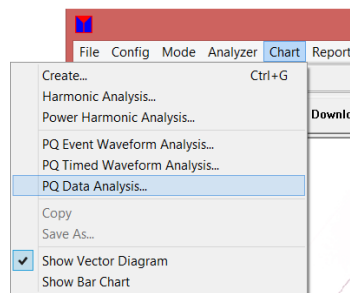 File Config Mode Analyzer Chart Report
Create... Ctrl+G
Harmonic Analysis...
Power Harmonic Analysis...
PQ Event Waveform Analysis...
PQ Timed Waveform Analysis...
PQ Data Analysis...
Copy
Save As...
Show Vector Diagram
Show Bar Chart